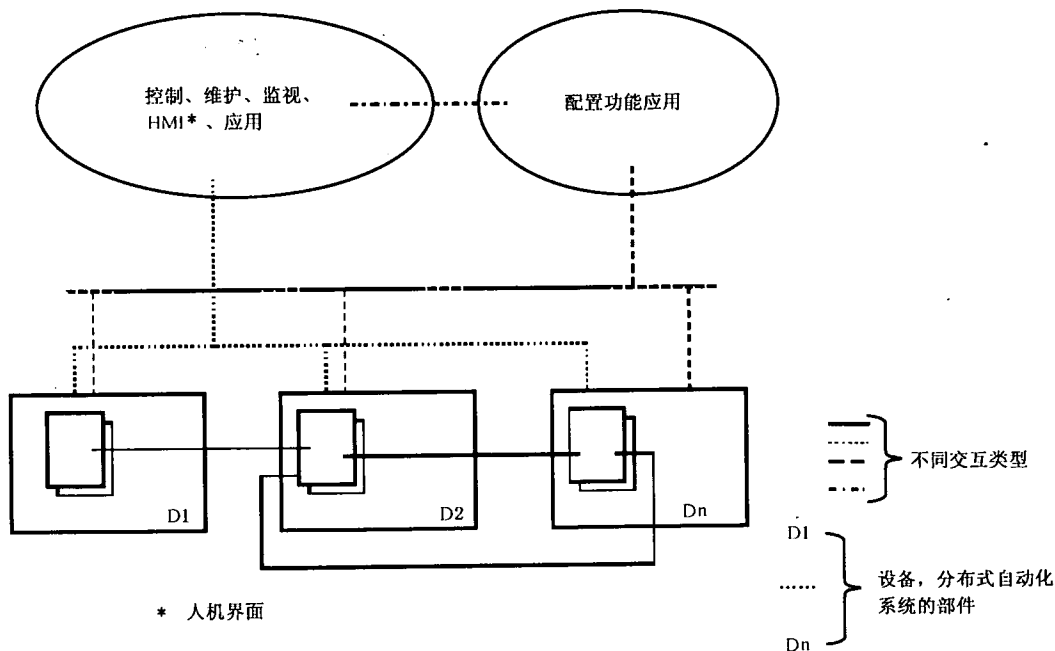 控制、维护、监视、
HMI*、应用
配置功能应用
D1
D2
Dn
不同交互类型
D1
设备，分布式自动化
系统的部件
Dn
* 人机界面